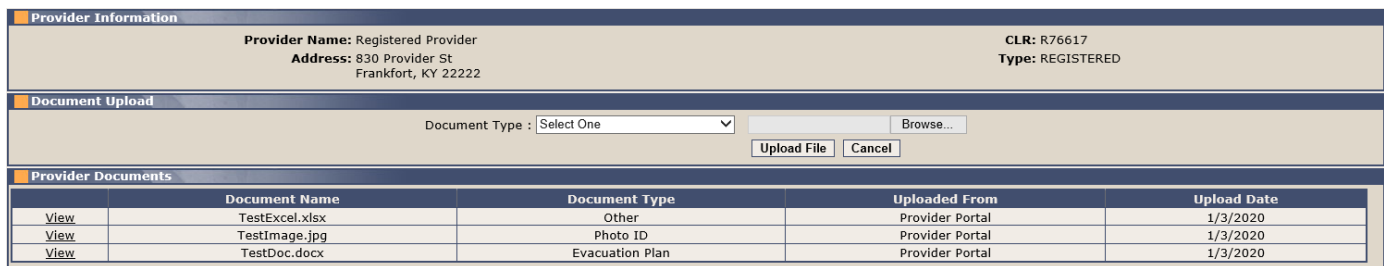 Provider Information
Provider Name: Registered Provider CLR: R76617
Address: 830 Provider St Type: REGISTERED
Frankfort, KY 22222
Document Upload
Document Type : Select One Browse...
Upload File Cancel
Provider Documents
Document Name Document Type Uploaded From Upload Date
View TestExcel.xlsx Other Provider Portal 1/3/2020
View TestImage.jpg Photo ID Provider Portal 1/3/2020
View TestDoc.docx Evacuation Plan Provider Portal 1/3/2020